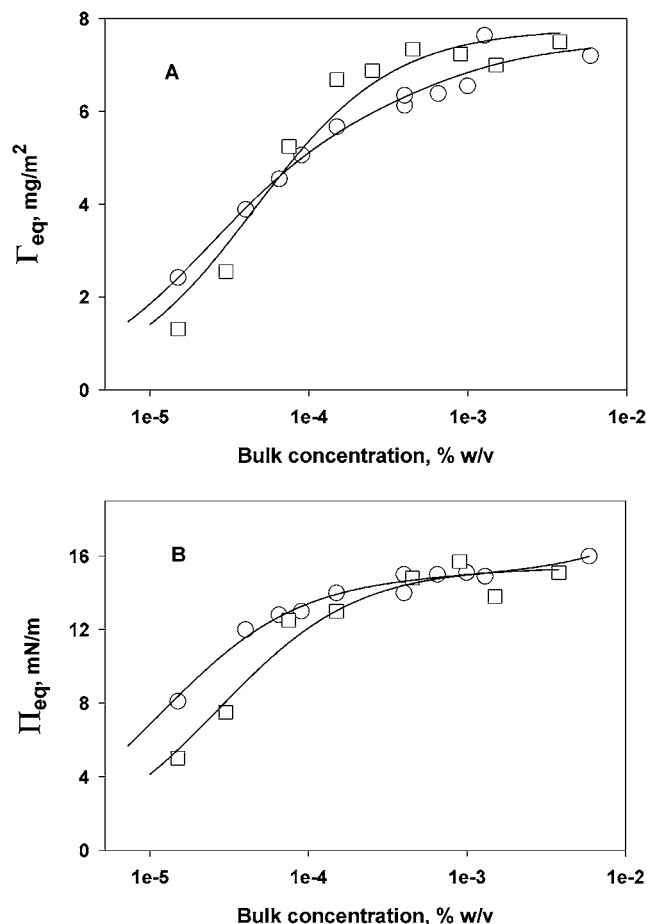 8
A
6
Γeq, mg/m²
4
2
0
1e-5 1e-4 1e-3 1e-2
Bulk concentration, % w/v
16
B
12
Πeq, mN/m
8
4
0
1e-5 1e-4 1e-3 1e-2
Bulk concentration, % w/v